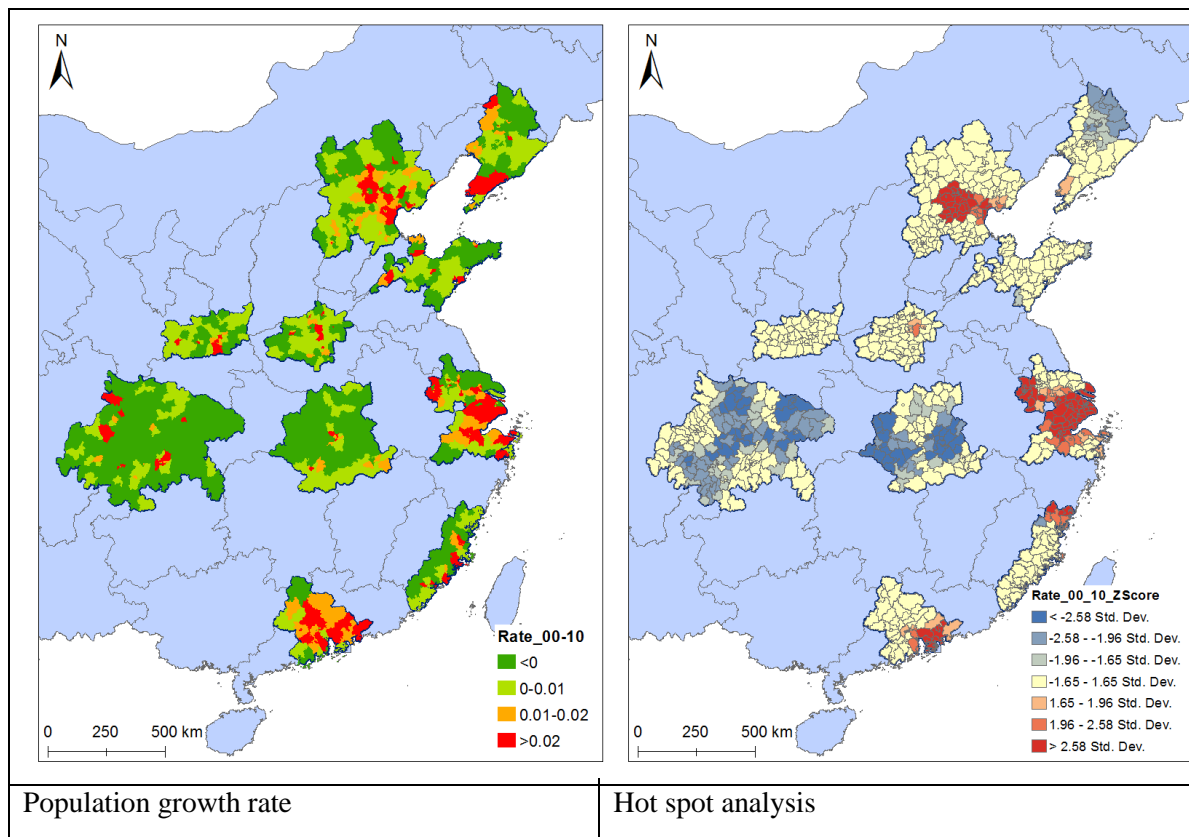 N
Rate_00-10
<0
0-0.01
0.01-0.02
>0.02
0 250 500 km
N
Rate_00_10_ZScore
< -2.58 Std. Dev.
-2.58 - -1.96 Std. Dev.
-1.96 - -1.65 Std. Dev.
-1.65 - 1.65 Std. Dev.
1.65 - 1.96 Std. Dev.
1.96 - 2.58 Std. Dev.
> 2.58 Std. Dev.
0 250 500 km
Population growth rate
Hot spot analysis